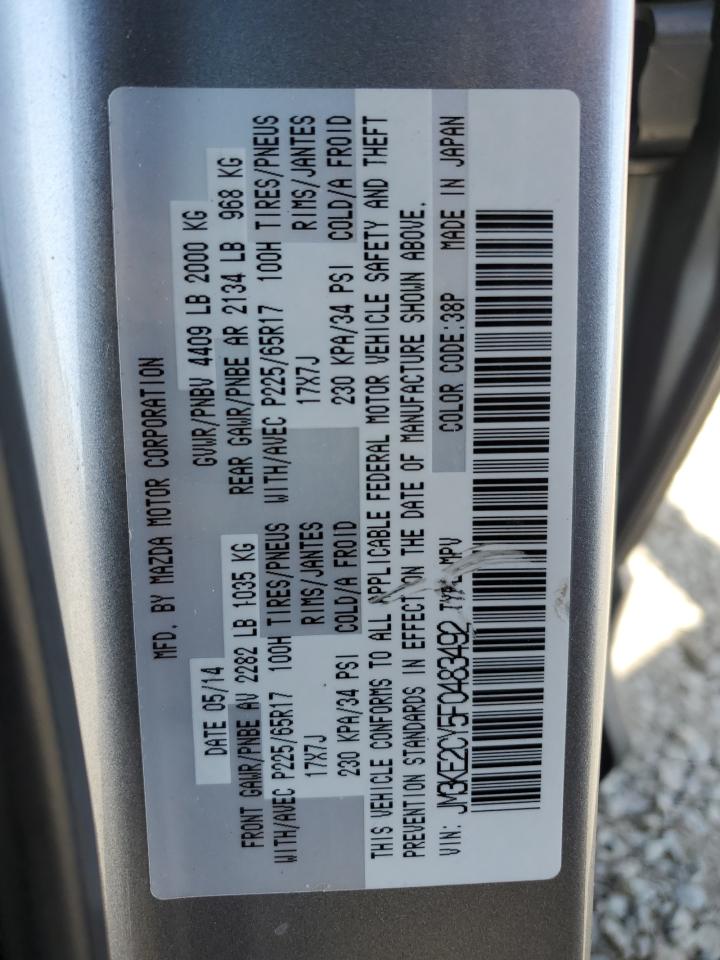 MFD. BY MAZDA MOTOR CORPORATION
DATE 05/14 GVWR/PNBV 4409 LB 2000 KG
FRONT GAWR/PNBE AV 2282 LB 1035 KG REAR GAWR/PNBE AR 2134 LB 968 KG
WITH/AVEC P225/65R17 100H TIRES/PNEUS WITH/AVEC P225/65R17 100H TIRES/PNEUS
17X7J RIMS/JANTES 17X7J RIMS/JANTES
230 KPA/34 PSI COLD/A FROID 230 KPA/34 PSI COLD/A FROID
THIS VEHICLE CONFORMS TO ALL APPLICABLE FEDERAL MOTOR VEHICLE SAFETY AND THEFT
PREVENTION STANDARDS IN EFFECT ON THE DATE OF MANUFACTURE SHOWN ABOVE.
VIN: JM3KE2CY5F0483492 TYPE: MPV COLOR CODE:38P MADE IN JAPAN